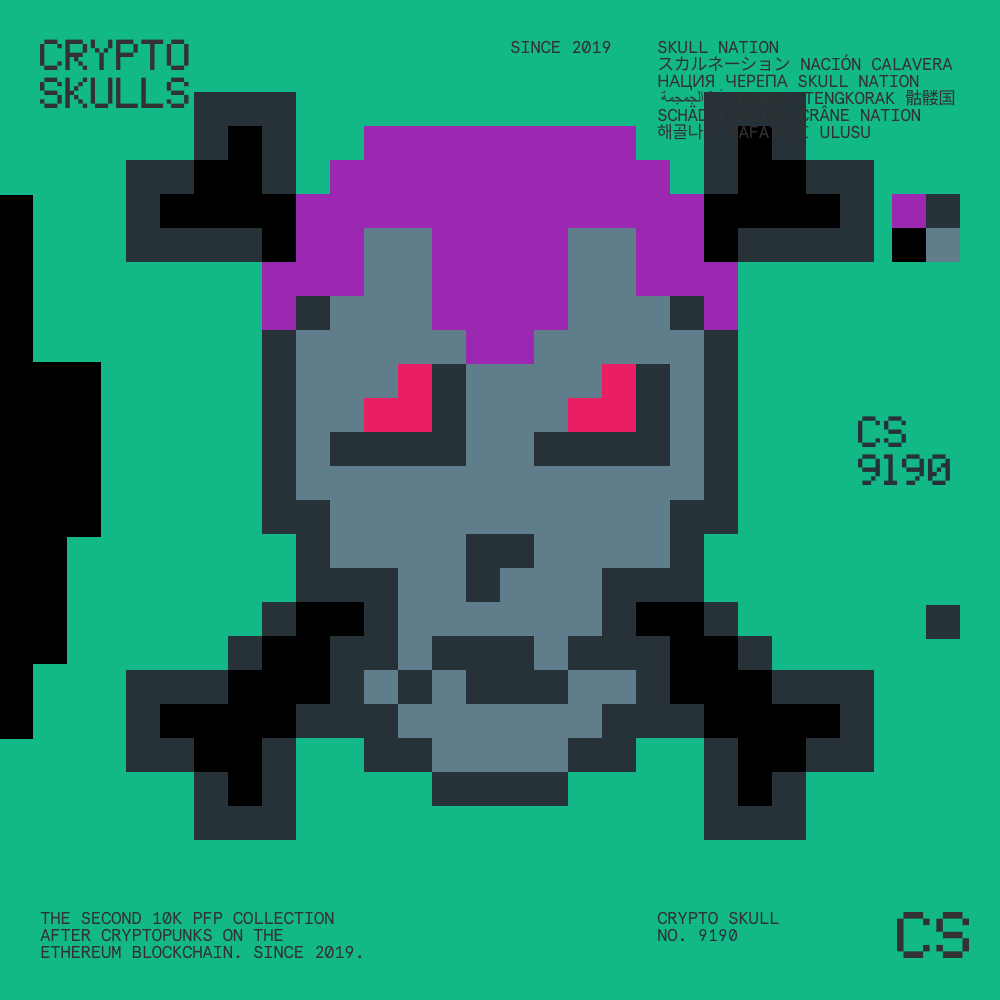 CRYPTO
SKULLS
SINCE 2019
SKULL NATION
スカルネーション NACIÓN CALAVERA
НАЦИЯ ЧЕРЕПА SKULL NATION
TENGKORAK 骷髅国
CRÂNE NATION
ULUSU
CS
9190
THE SECOND 10K PFP COLLECTION
AFTER CRYPTOPUNKS ON THE
ETHEREUM BLOCKCHAIN. SINCE 2019.
CRYPTO SKULL
NO. 9190
CS